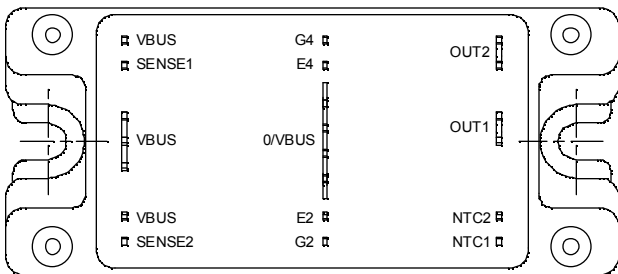 VBUS G4 OUT2
SENSE1 E4
VBUS 0/VBUS OUT1
VBUS E2 NTC2
SENSE2 G2 NTC1